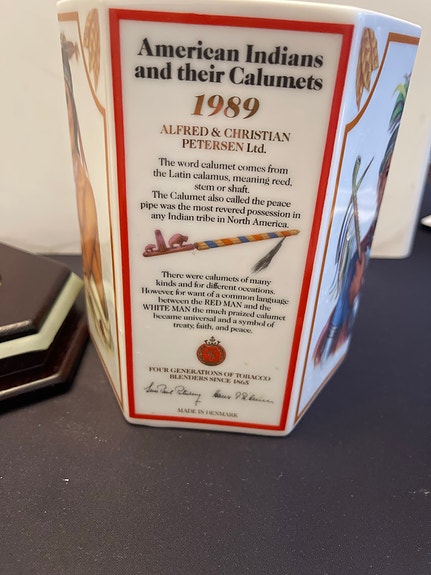 American Indians
and their Calumets
1989
ALFRED & CHRISTIAN
PETERSEN Ltd.
The word calumet comes from
the Latin calamus, meaning reed,
stem or shaft.
The Calumet also called the peace
pipe was the most revered possession in
any Indian tribe in North America.
There were calumets of many
kinds and for different occations.
However, for want of a common language
between the RED MAN and the
WHITE MAN the much praized calumet
became universal and a symbol of
treaty, faith, and peace.
FOUR GENERATIONS OF TOBACCO
BLENDERS SINCE 1865
MADE IN DENMARK